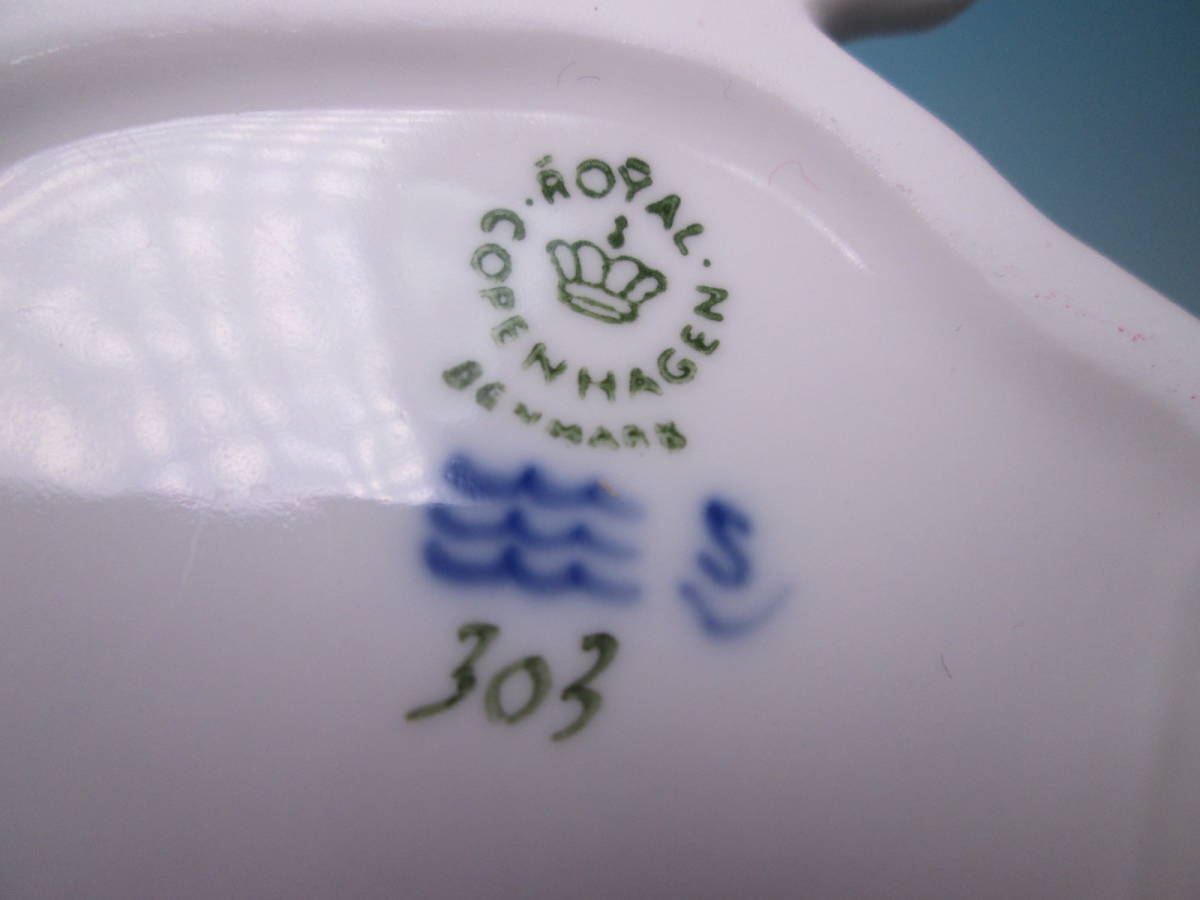 ROYAL.
COPENHAGEN.
DENMARK
S
303